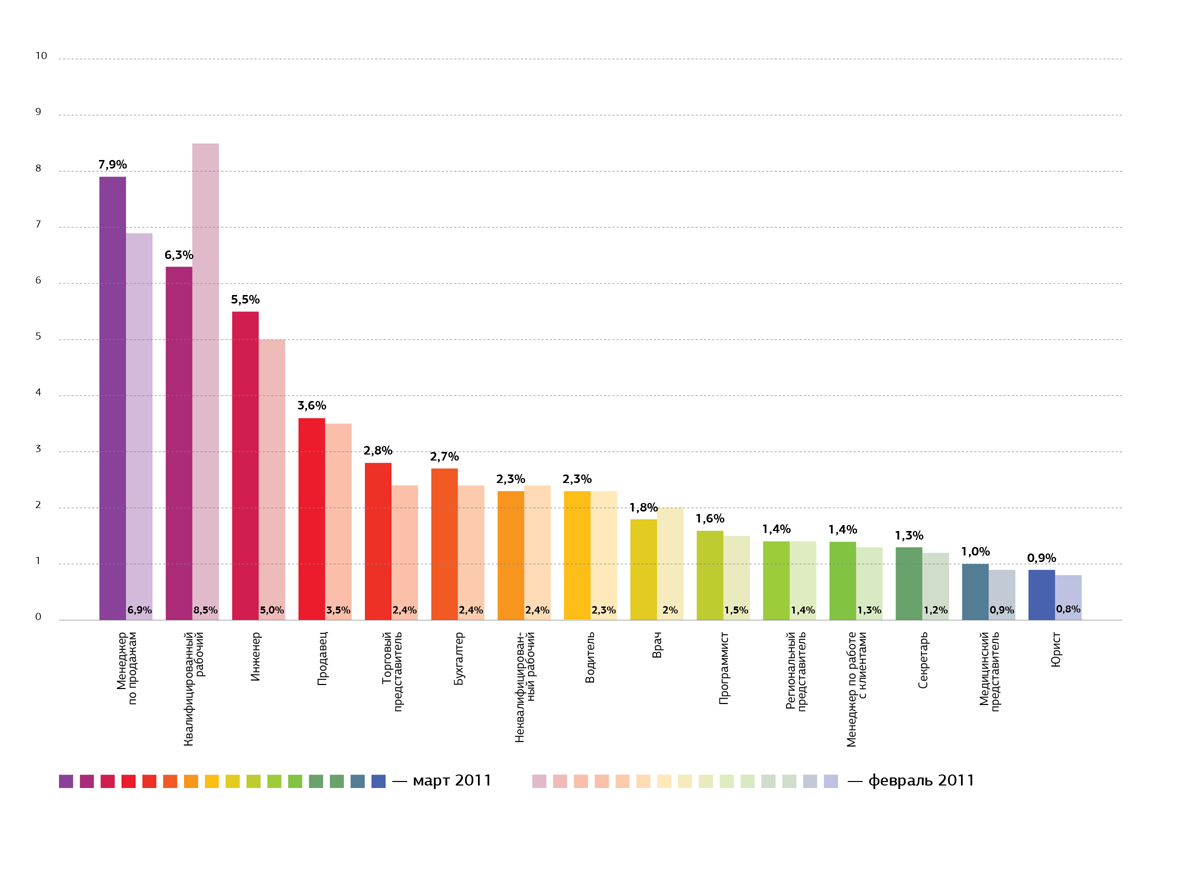 10
9
8
7
6
5
4
3
2
1
0
7,9%
6,3%
5,5%
3,6%
2,8%
2,7%
2,3%
2,3%
1,8%
1,6%
1,4%
1,4%
1,3%
1,0%
0,9%
6,9%
8,5%
5,0%
3,5%
2,4%
2,4%
2,4%
2,3%
2%
1,5%
1,4%
1,3%
1,2%
0,9%
0,8%
Менеджер
по продажам
Квалифицированный
рабочий
Инженер
Продавец
Торговый
представитель
Бухгалтер
Неквалифицирован-
ный рабочий
Водитель
Врач
Программист
Региональный
представитель
Менеджер по работе
с клиентами
Секретарь
Медицинский
представитель
Юрист
— март 2011
— февраль 2011